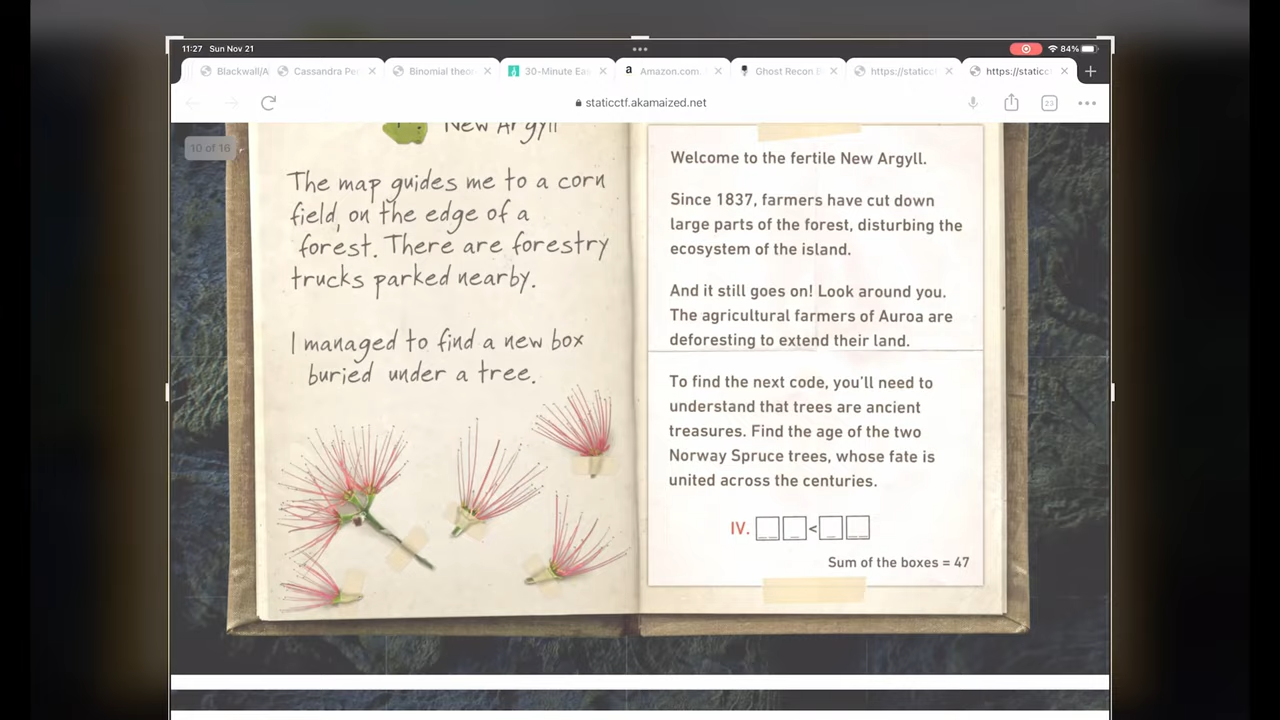 11:27 Sun Nov 21
84%
Blackwall/A
Cassandra Pe
Binomial theor
30-Minute Eas
Amazon.com
Ghost Recon B
https://staticc
https://staticc
staticctf.akamaized.net
23
10 of 16
New Argyll
The map guides me to a corn
field, on the edge of a
forest. There are forestry
trucks parked nearby.
I managed to find a new box
buried under a tree.
Welcome to the fertile New Argyll.
Since 1837, farmers have cut down
large parts of the forest, disturbing the
ecosystem of the island.
And it still goes on! Look around you.
The agricultural farmers of Auroa are
deforesting to extend their land.
To find the next code, you'll need to
understand that trees are ancient
treasures. Find the age of the two
Norway Spruce trees, whose fate is
united across the centuries.
IV. <
Sum of the boxes = 47